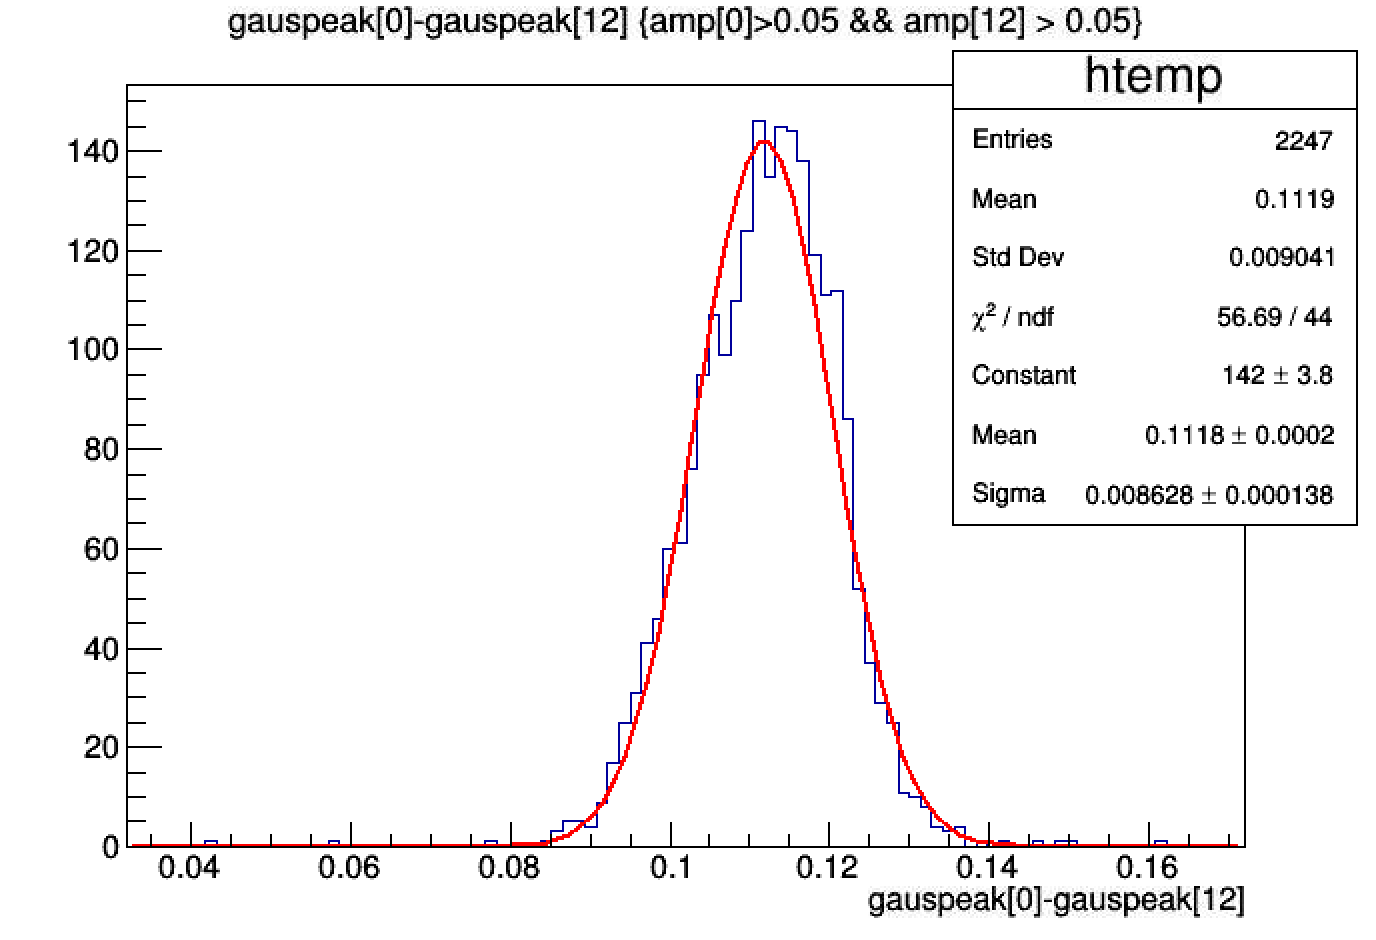 gauspeak[0]-gauspeak[12] {amp[0]>0.05 && amp[12] > 0.05}
htemp
Entries 2247
Mean 0.1119
Std Dev 0.009041
χ² / ndf 56.69 / 44
Constant 142 ± 3.8
Mean 0.1118 ± 0.0002
Sigma 0.008628 ± 0.000138
140
120
100
80
60
40
20
0
0.04 0.06 0.08 0.1 0.12 0.14 0.16
gauspeak[0]-gauspeak[12]